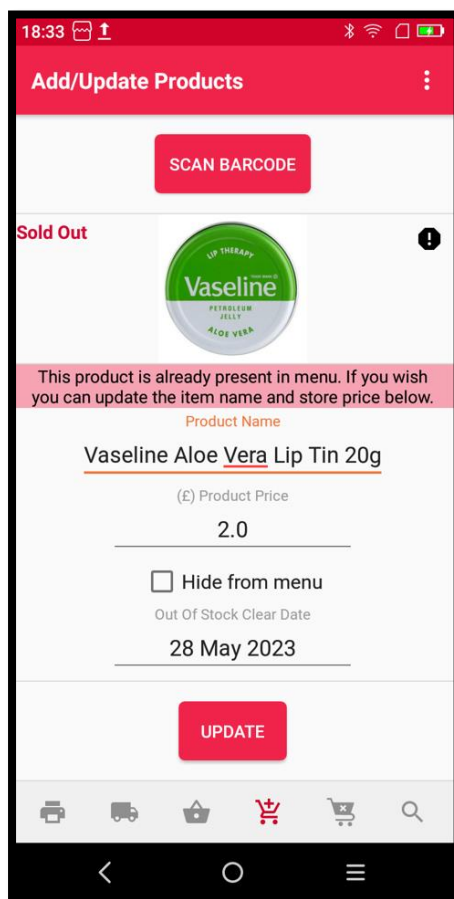 18:33
Add/Update Products
SCAN BARCODE
Sold Out
LIP THERAPY
Vaseline
PETROLEUM
JELLY
ALOE VERA
This product is already present in menu. If you wish
you can update the item name and store price below.
Product Name
Vaseline Aloe Vera Lip Tin 20g
(£) Product Price
2.0
Hide from menu
Out Of Stock Clear Date
28 May 2023
UPDATE